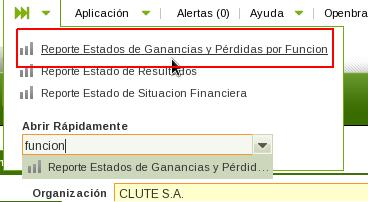 Aplicación Alertas (0) Ayuda Openbra
Reporte Estados de Ganancias y Pérdidas por Funcion
Reporte Estado de Resultados
Reporte Estado de Situacion Financiera
Abrir Rápidamente
funcion
Reporte Estados de Ganancias y Pérdid...
Organización CLUTE S.A.